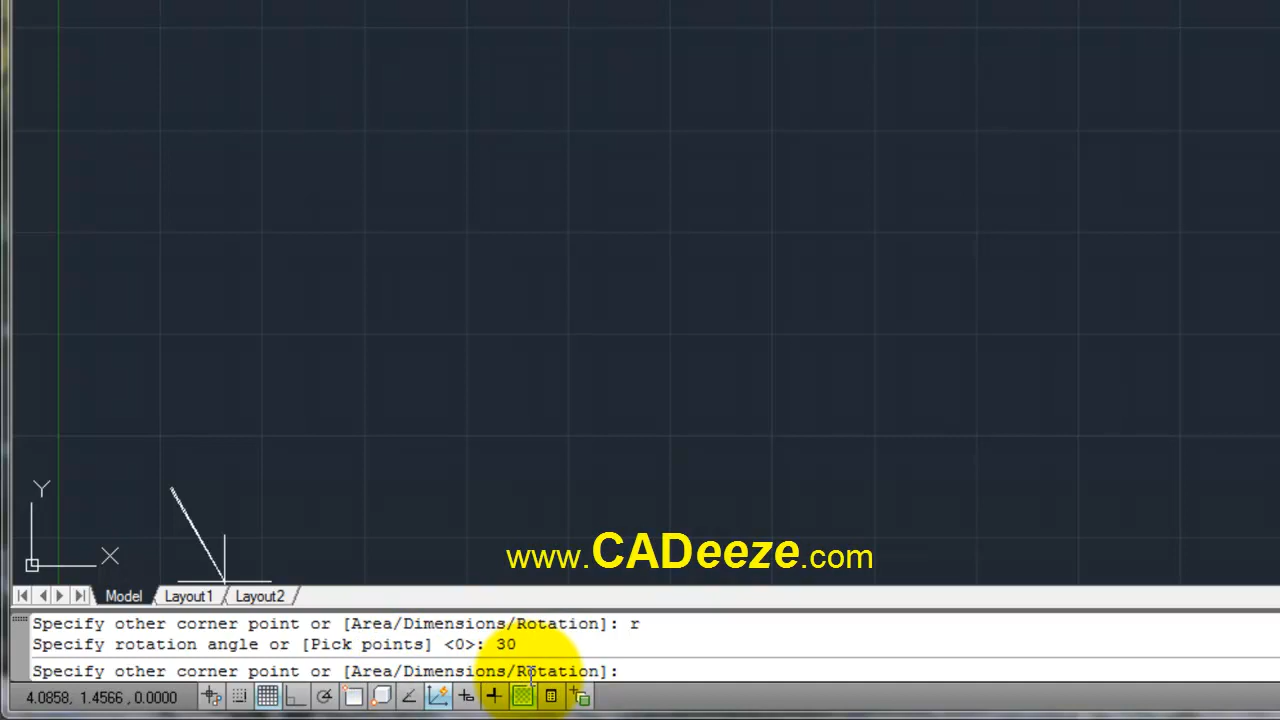 Y
X
www.CADeeze.com
Model Layout1 Layout2
Specify other corner point or [Area/Dimensions/Rotation]: r
Specify rotation angle or [Pick points] <0>: 30
Specify other corner point or [Area/Dimensions/Rotation]:
4.0858, 1.4566 , 0.0000